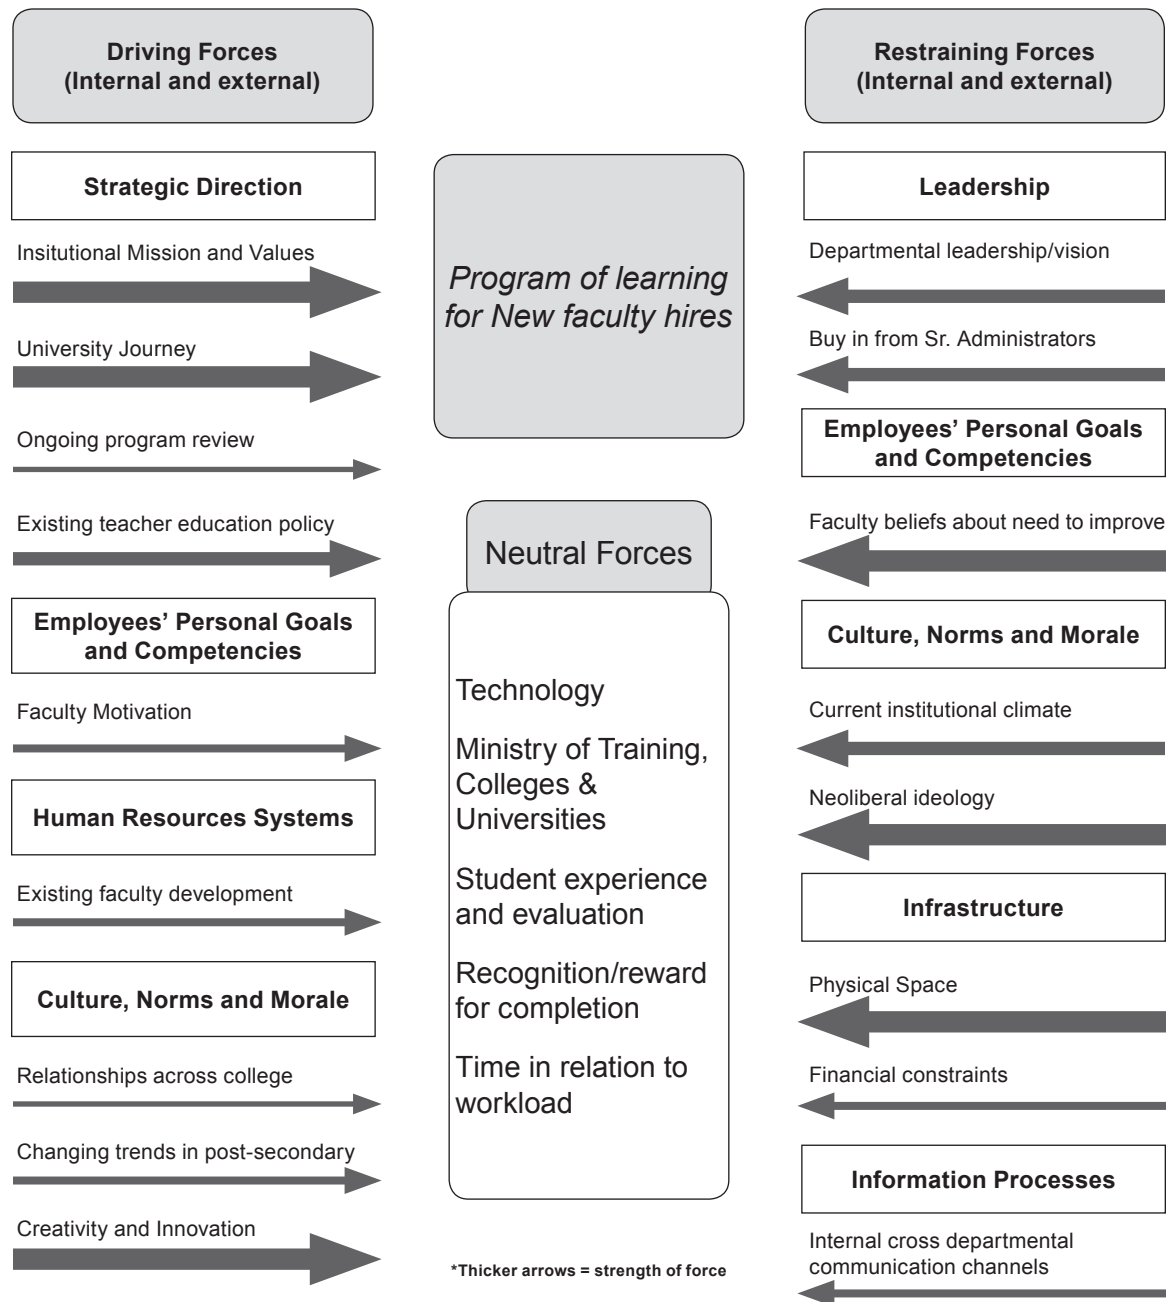 Driving Forces
(Internal and external)
Strategic Direction
Insitutional Mission and Values
University Journey
Ongoing program review
Existing teacher education policy
Employees’ Personal Goals
and Competencies
Faculty Motivation
Human Resources Systems
Existing faculty development
Culture, Norms and Morale
Relationships across college
Changing trends in post-secondary
Creativity and Innovation
Program of learning
for New faculty hires
Neutral Forces
Technology
Ministry of Training,
Colleges &
Universities
Student experience
and evaluation
Recognition/reward
for completion
Time in relation to
workload
*Thicker arrows = strength of force
Restraining Forces
(Internal and external)
Leadership
Departmental leadership/vision
Buy in from Sr. Administrators
Employees’ Personal Goals
and Competencies
Faculty beliefs about need to improve
Culture, Norms and Morale
Current institutional climate
Neoliberal ideology
Infrastructure
Physical Space
Financial constraints
Information Processes
Internal cross departmental
communication channels